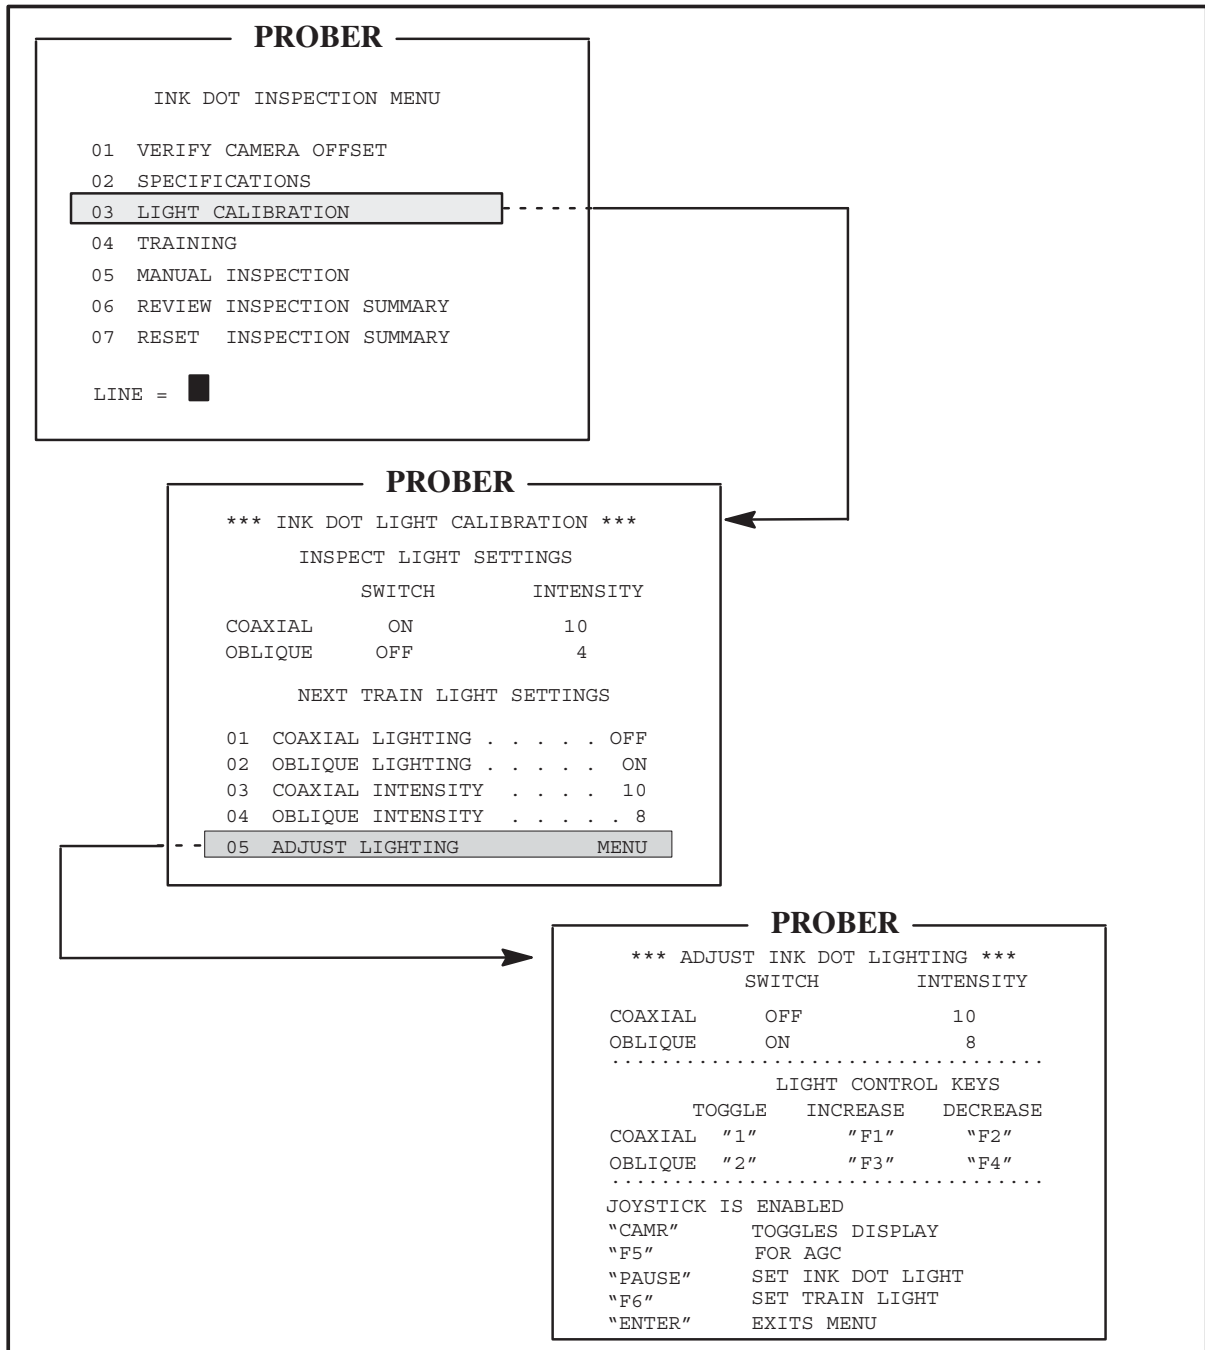 PROBER
INK DOT INSPECTION MENU
01 VERIFY CAMERA OFFSET
02 SPECIFICATIONS
03 LIGHT CALIBRATION
04 TRAINING
05 MANUAL INSPECTION
06 REVIEW INSPECTION SUMMARY
07 RESET INSPECTION SUMMARY
LINE =
PROBER
*** INK DOT LIGHT CALIBRATION ***
INSPECT LIGHT SETTINGS
SWITCH INTENSITY
COAXIAL ON 10
OBLIQUE OFF 4
NEXT TRAIN LIGHT SETTINGS
01 COAXIAL LIGHTING . . . . . OFF
02 OBLIQUE LIGHTING . . . . . ON
03 COAXIAL INTENSITY . . . . 10
04 OBLIQUE INTENSITY . . . . . 8
05 ADJUST LIGHTING MENU
PROBER
*** ADJUST INK DOT LIGHTING ***
SWITCH INTENSITY
COAXIAL OFF 10
OBLIQUE ON 8
. . . . . . . . . . . . . . . . . . . . . . . . . . . . . . . . . . .
LIGHT CONTROL KEYS
TOGGLE INCREASE DECREASE
COAXIAL ”1” ”F1” “F2”
OBLIQUE ”2” ”F3” “F4”
. . . . . . . . . . . . . . . . . . . . . . . . . . . . . . . . . . .
JOYSTICK IS ENABLED
“CAMR” TOGGLES DISPLAY
“F5” FOR AGC
“PAUSE” SET INK DOT LIGHT
“F6” SET TRAIN LIGHT
“ENTER” EXITS MENU